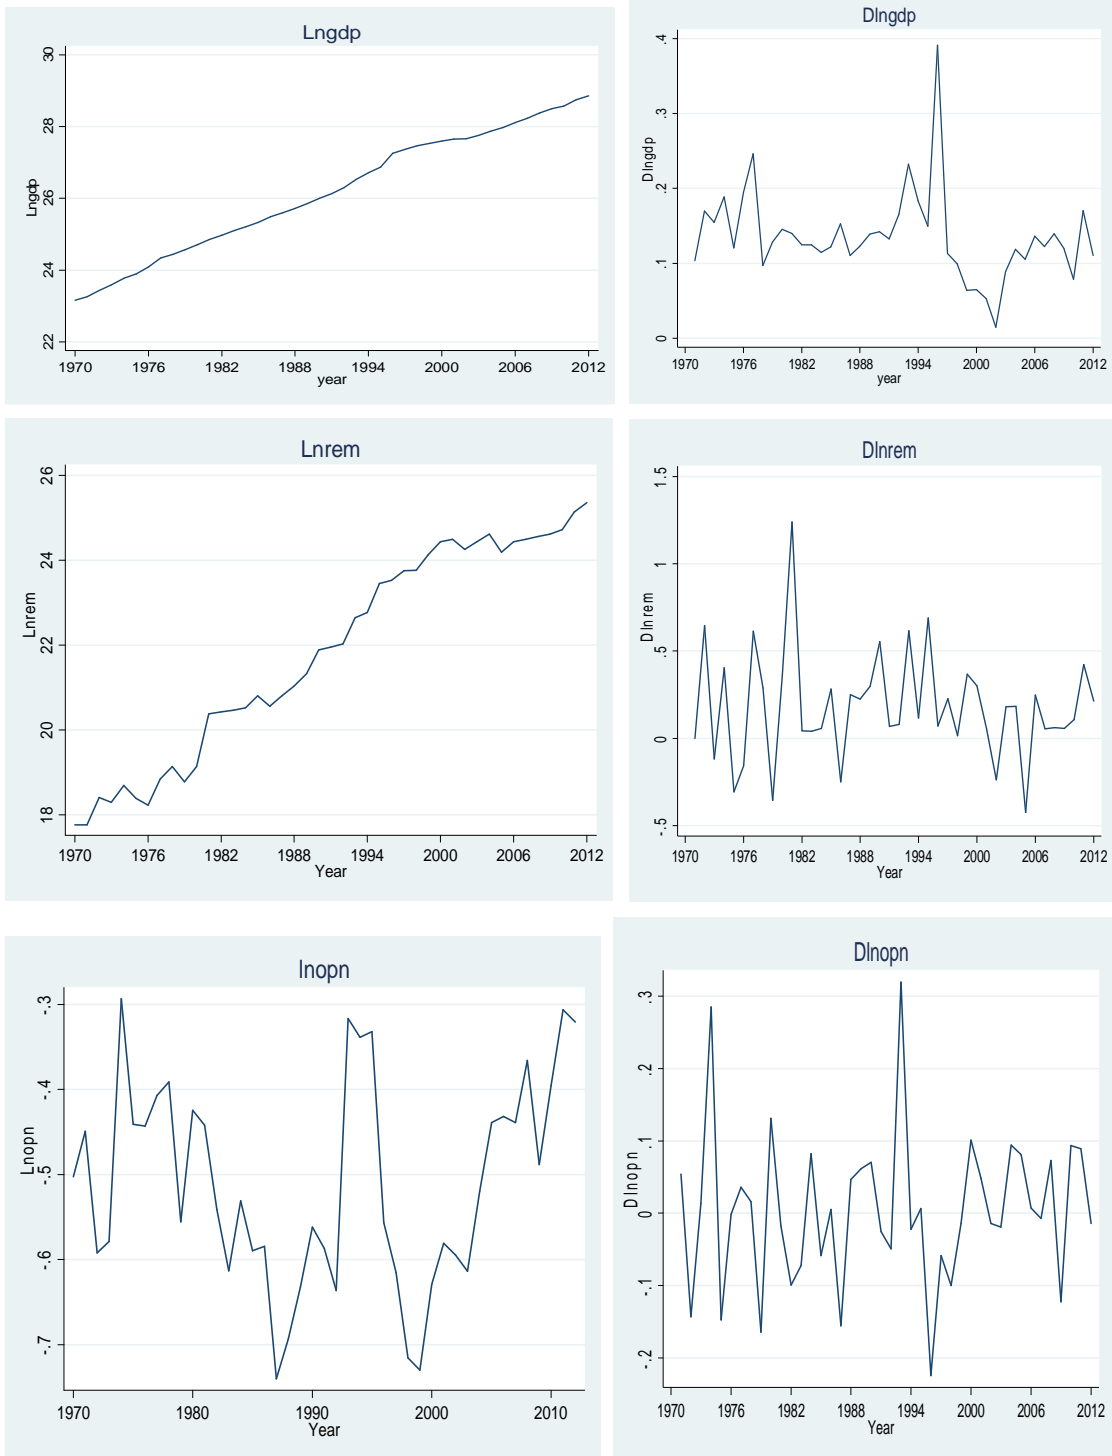 Lngdp
Lngdp
30
28
26
24
22
1970 1976 1982 1988 1994 2000 2006 2012
year
Dlngdp
Dlngdp
.4
.3
.2
.1
0
1970 1976 1982 1988 1994 2000 2006 2012
year
Lnrem
Lnrem
26
24
22
20
18
1970 1976 1982 1988 1994 2000 2006 2012
Year
Dlnrem
Dlnrem
1.5
1
.5
0
-.5
1970 1976 1982 1988 1994 2000 2006 2012
Year
lnopn
Lnopn
-.3
-.4
-.5
-.6
-.7
1970 1980 1990 2000 2010
Year
Dlnopn
Dlnopn
.3
.2
.1
0
-.1
-.2
1970 1976 1982 1988 1994 2000 2006 2012
Year